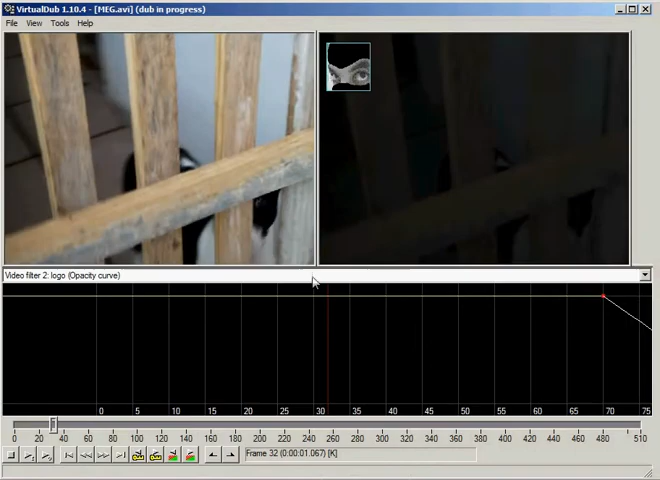 VirtualDub 1.10.4 - [MEG.avi] (dub in progress)
File View Tools Help
Video filter 2: logo (Opacity curve)
0 5 10 15 20 25 30 35 40 45 50 55 60 65 70 75
0 20 40 60 80 100 120 140 160 180 200 220 240 260 280 300 320 340 360 380 400 420 440 460 480 510
Frame 32 (0:00:01.067) [K]